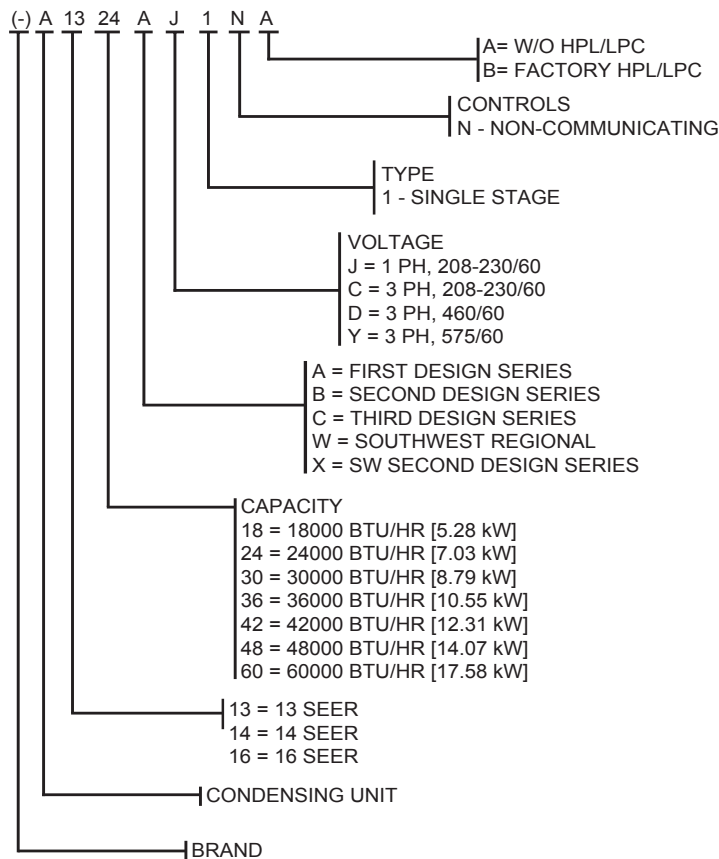 (-) A 13 24 A J 1 N A
A= W/O HPL/LPC
B= FACTORY HPL/LPC
CONTROLS
N - NON-COMMUNICATING
TYPE
1 - SINGLE STAGE
VOLTAGE
J = 1 PH, 208-230/60
C = 3 PH, 208-230/60
D = 3 PH, 460/60
Y = 3 PH, 575/60
A = FIRST DESIGN SERIES
B = SECOND DESIGN SERIES
C = THIRD DESIGN SERIES
W = SOUTHWEST REGIONAL
X = SW SECOND DESIGN SERIES
CAPACITY
18 = 18000 BTU/HR [5.28 kW]
24 = 24000 BTU/HR [7.03 kW]
30 = 30000 BTU/HR [8.79 kW]
36 = 36000 BTU/HR [10.55 kW]
42 = 42000 BTU/HR [12.31 kW]
48 = 48000 BTU/HR [14.07 kW]
60 = 60000 BTU/HR [17.58 kW]
13 = 13 SEER
14 = 14 SEER
16 = 16 SEER
CONDENSING UNIT
BRAND